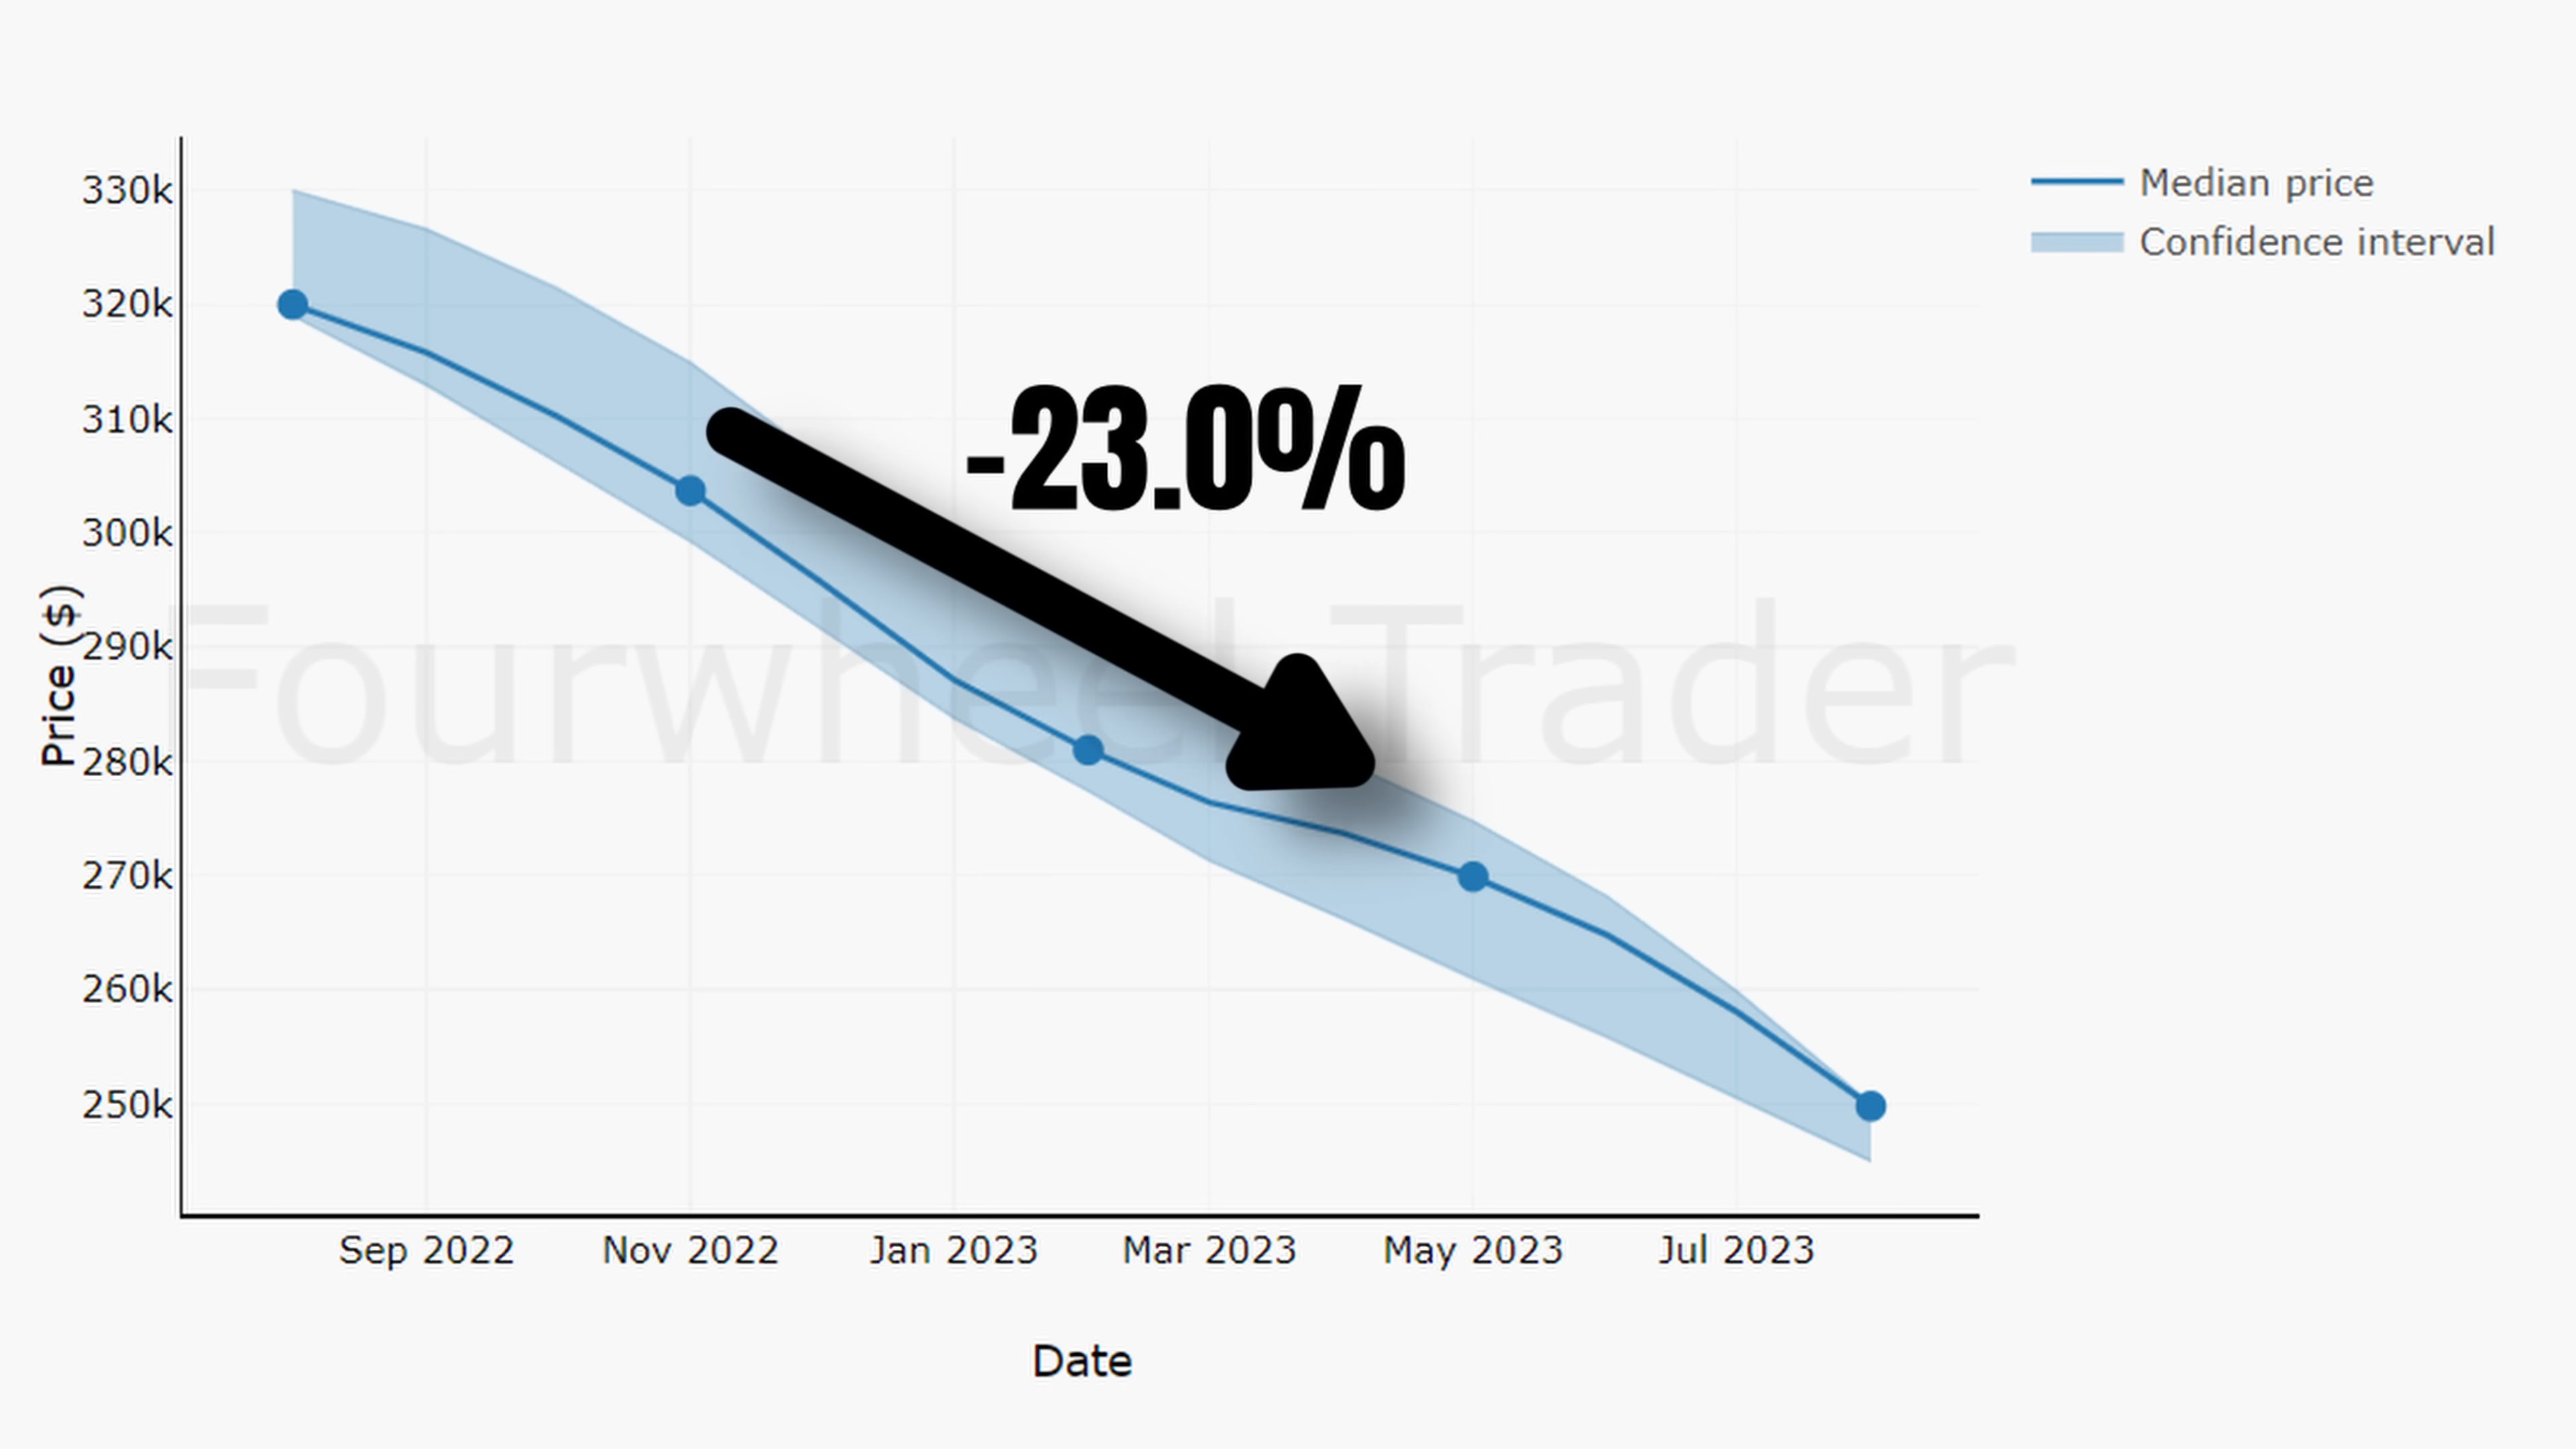 330k
320k
310k
300k
290k
280k
270k
260k
250k
Price ($)
-23.0%
Fourwheel Trader
Median price
Confidence interval
Sep 2022
Nov 2022
Jan 2023
Mar 2023
May 2023
Jul 2023
Date